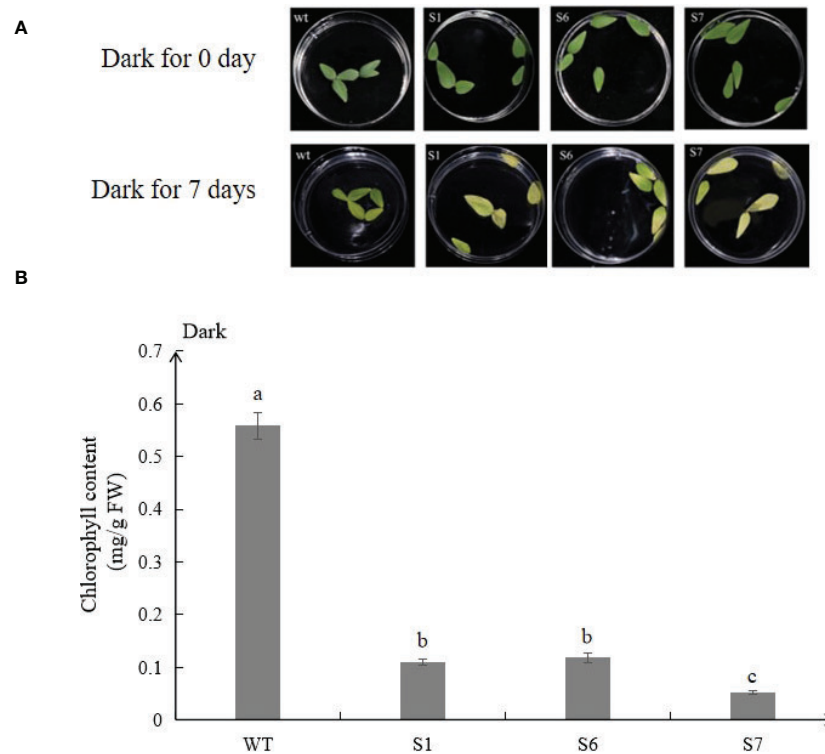 A
Dark for 0 day
wt
S1
S6
S7
Dark for 7 days
wt
S1
S6
S7
B
Dark
0.7
0.6
0.5
0.4
0.3
0.2
0.1
0
Chlorophyll content
(mg/g FW)
a
b
b
c
WT
S1
S6
S7